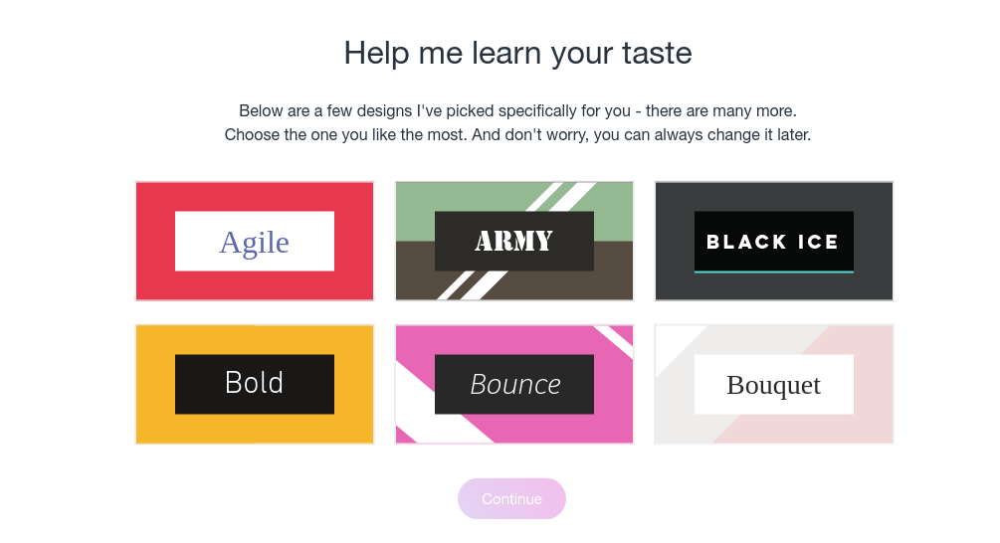 Help me learn your taste
Below are a few designs I've picked specifically for you - there are many more.
Choose the one you like the most. And don't worry, you can always change it later.
Agile
ARMY
BLACK ICE
Bold
Bounce
Bouquet
Continue